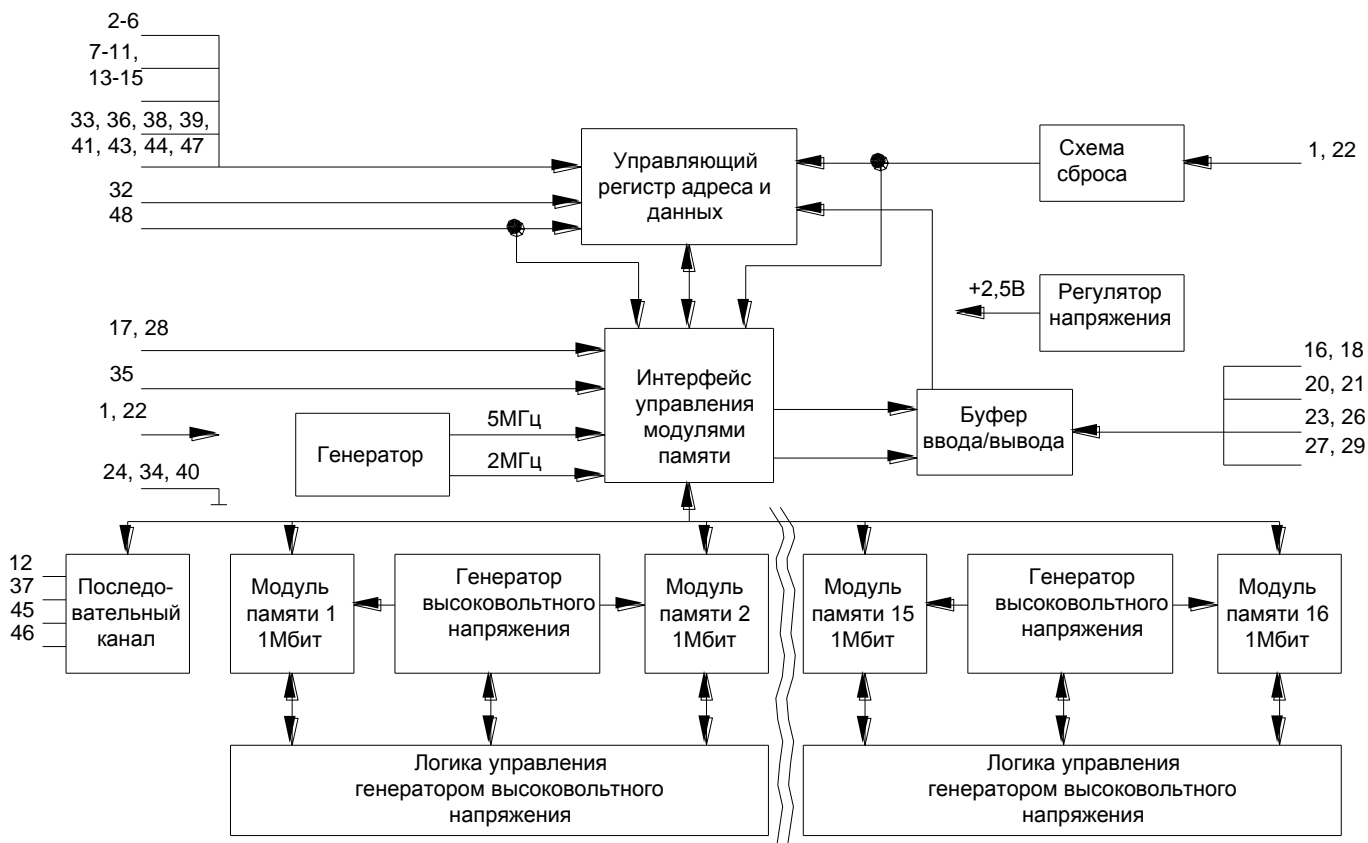 2-6
7-11,
13-15
33, 36, 38, 39,
41, 43, 44, 47
32
48
Управляющий
регистр адреса и
данных
Схема
сброса
1, 22
+2,5В
Регулятор
напряжения
17, 28
35
1, 22
24, 34, 40
Генератор
5МГц
2МГц
Интерфейс
управления
модулями
памяти
Буфер
ввода/вывода
16, 18
20, 21
23, 26
27, 29
12
37
45
46
Последо-
вательный
канал
Модуль
памяти 1
1Мбит
Генератор
высоковольтного
напряжения
Модуль
памяти 2
1Мбит
Модуль
памяти 15
1Мбит
Генератор
высоковольтного
напряжения
Модуль
памяти 16
1Мбит
Логика управления
генератором высоковольтного
напряжения
Логика управления
генератором высоковольтного
напряжения